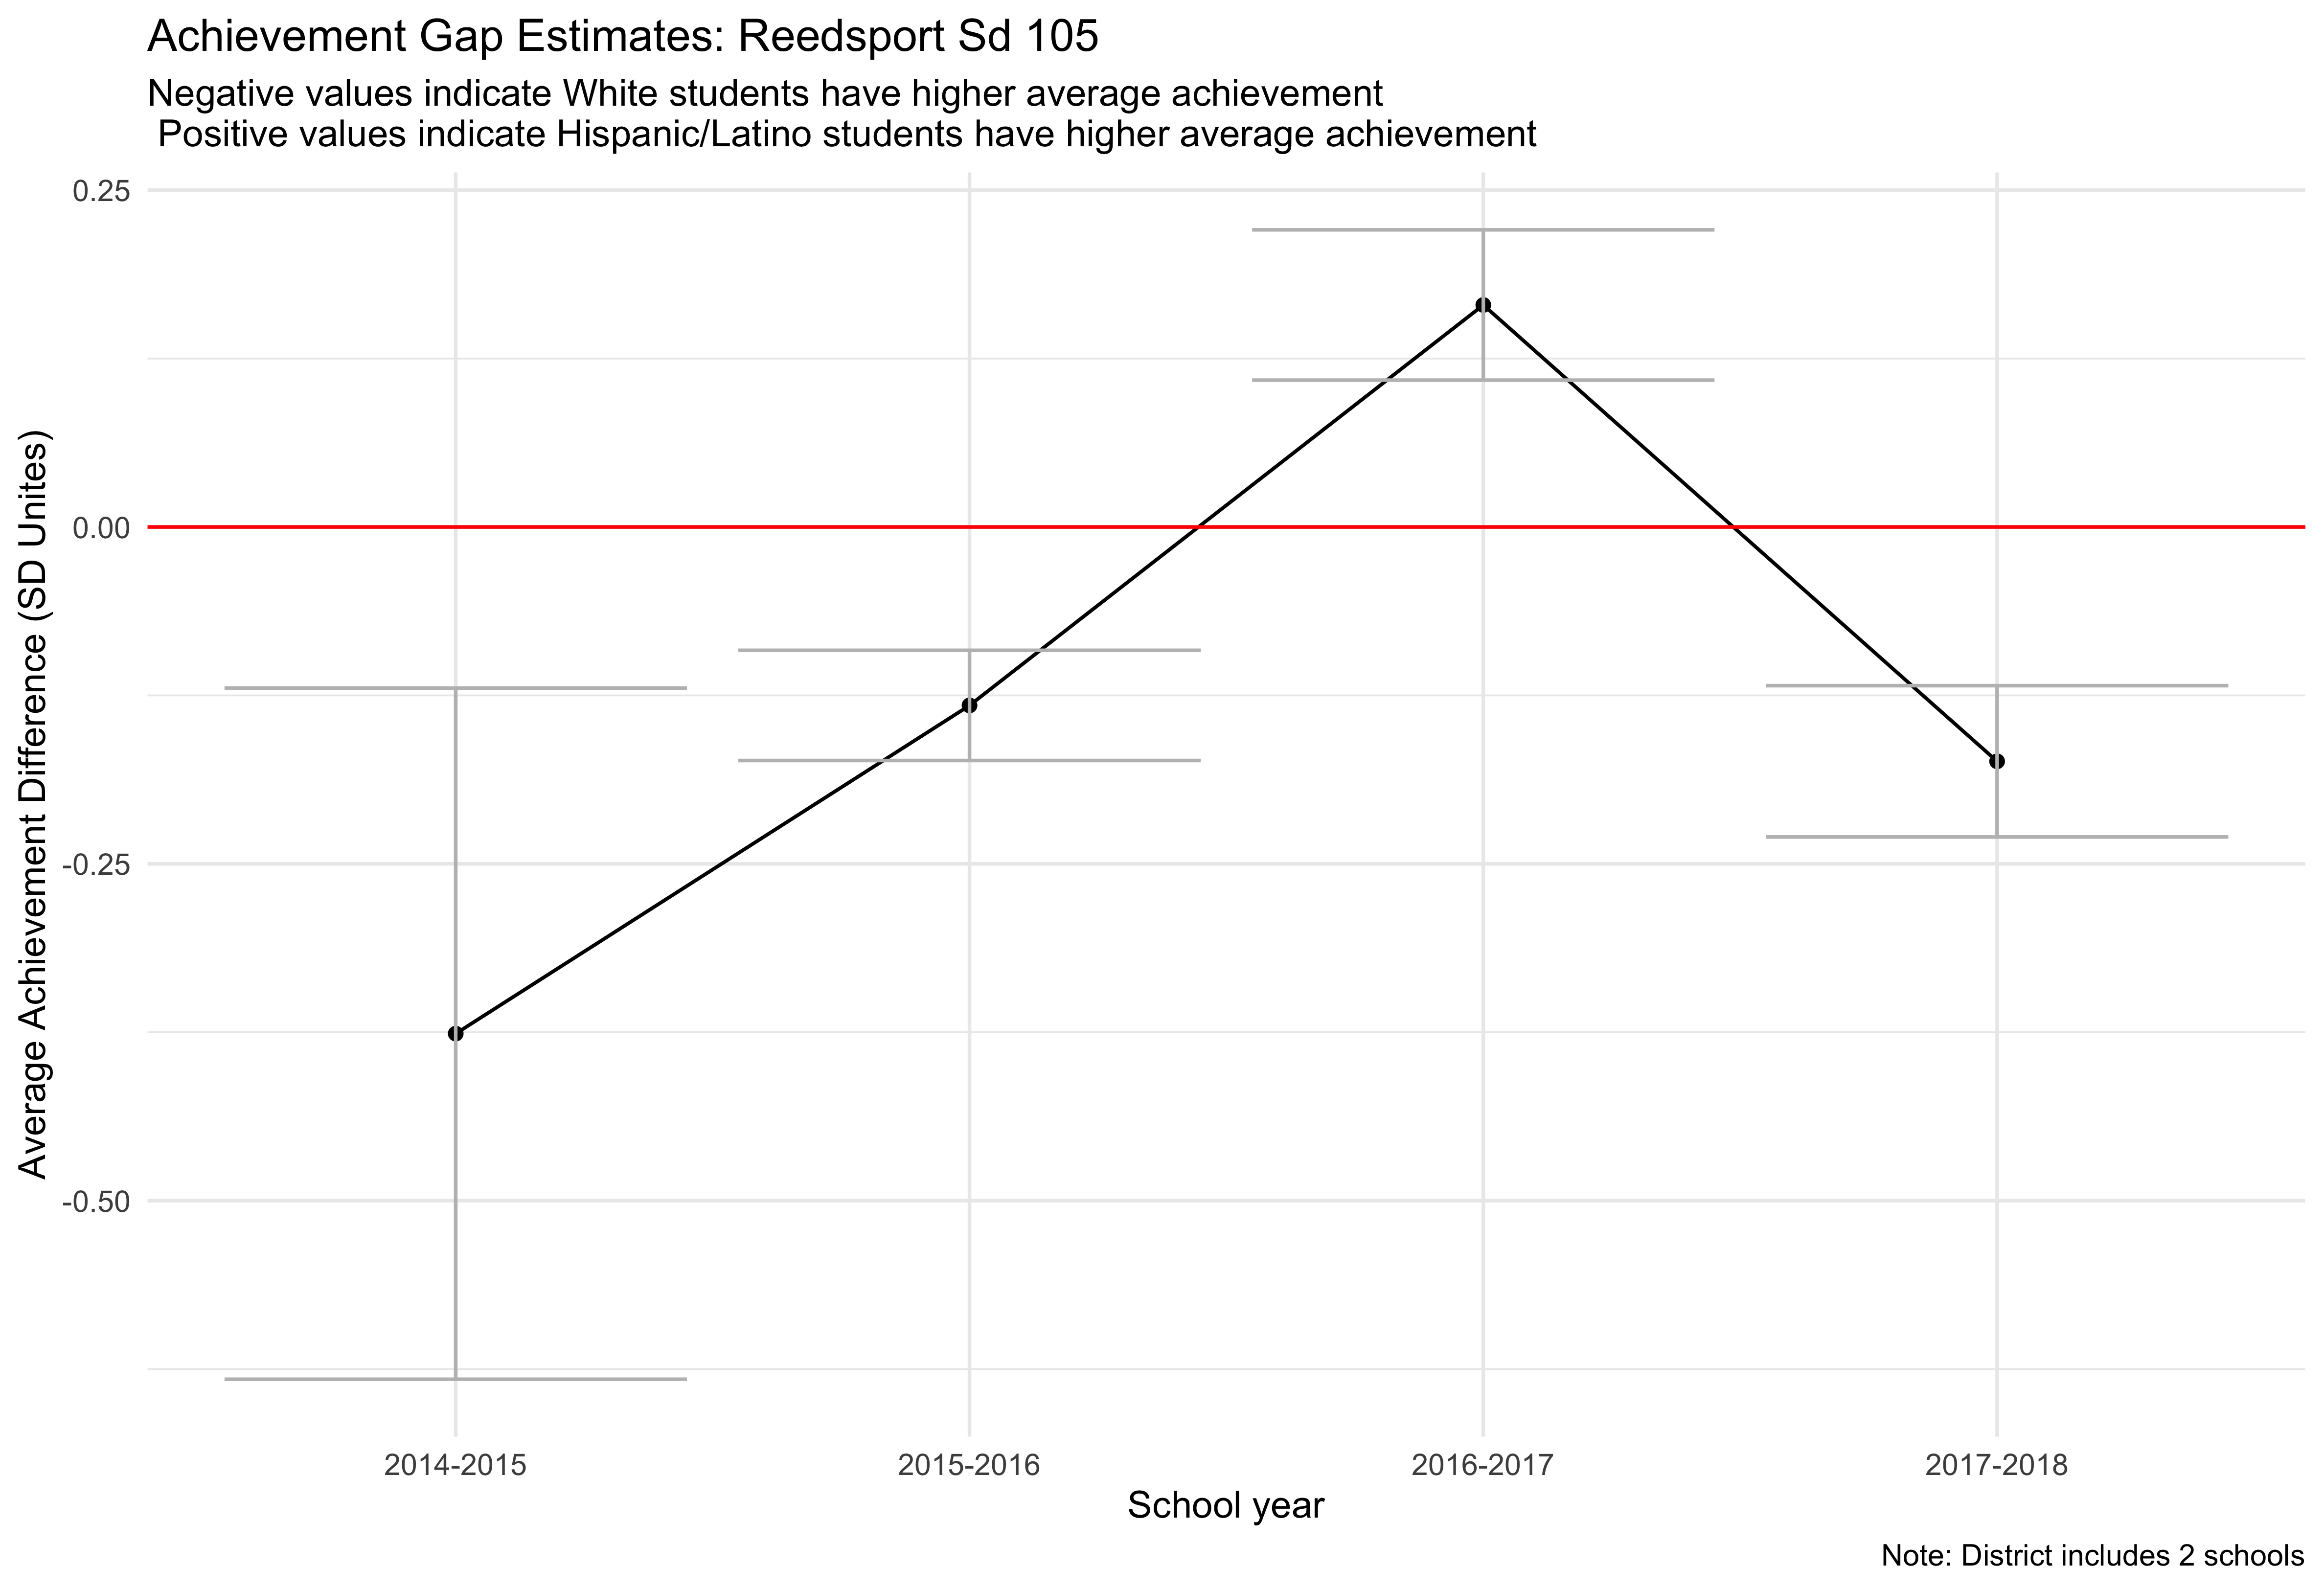 Achievement Gap Estimates: Reedsport Sd 105
Negative values indicate White students have higher average achievement
Positive values indicate Hispanic/Latino students have higher average achievement
Average Achievement Difference (SD Unites)
0.25
0.00
-0.25
-0.50
2014-2015
2015-2016
2016-2017
2017-2018
School year
Note: District includes 2 schools